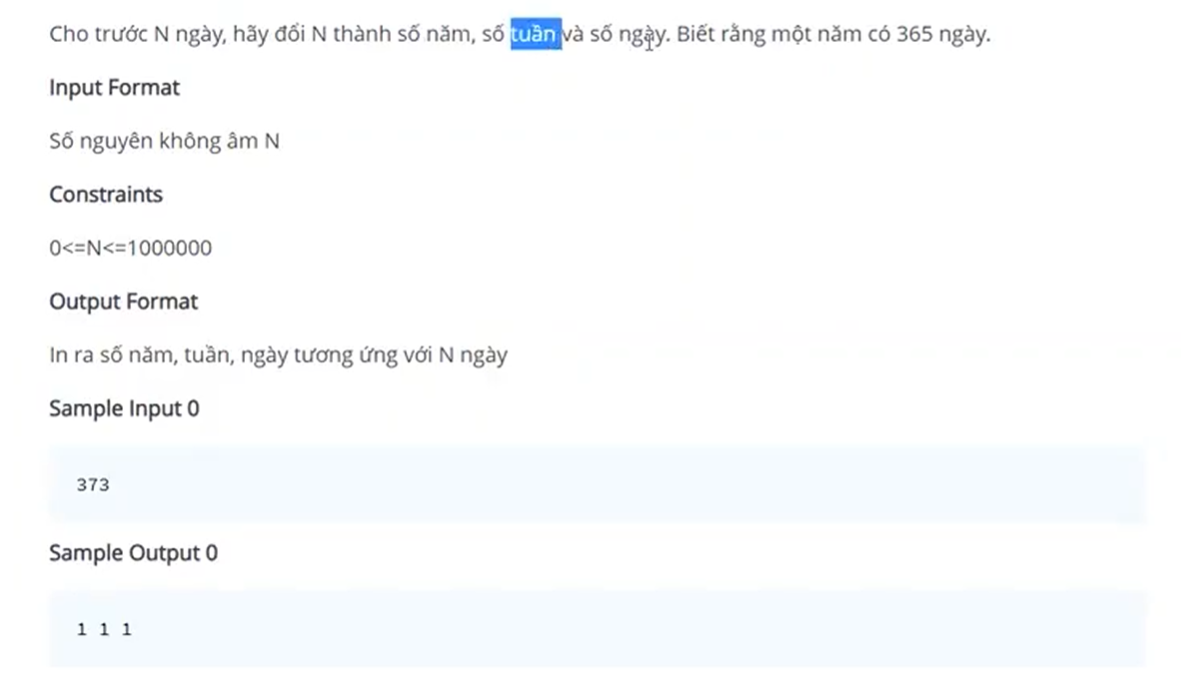 Cho trước N ngày, hãy đổi N thành số năm, số tuần và số ngày. Biết rằng một năm có 365 ngày.
Input Format
Số nguyên không âm N
Constraints
0<=N<=1000000
Output Format
In ra số năm, tuần, ngày tương ứng với N ngày
Sample Input 0
373
Sample Output 0
1 1 1